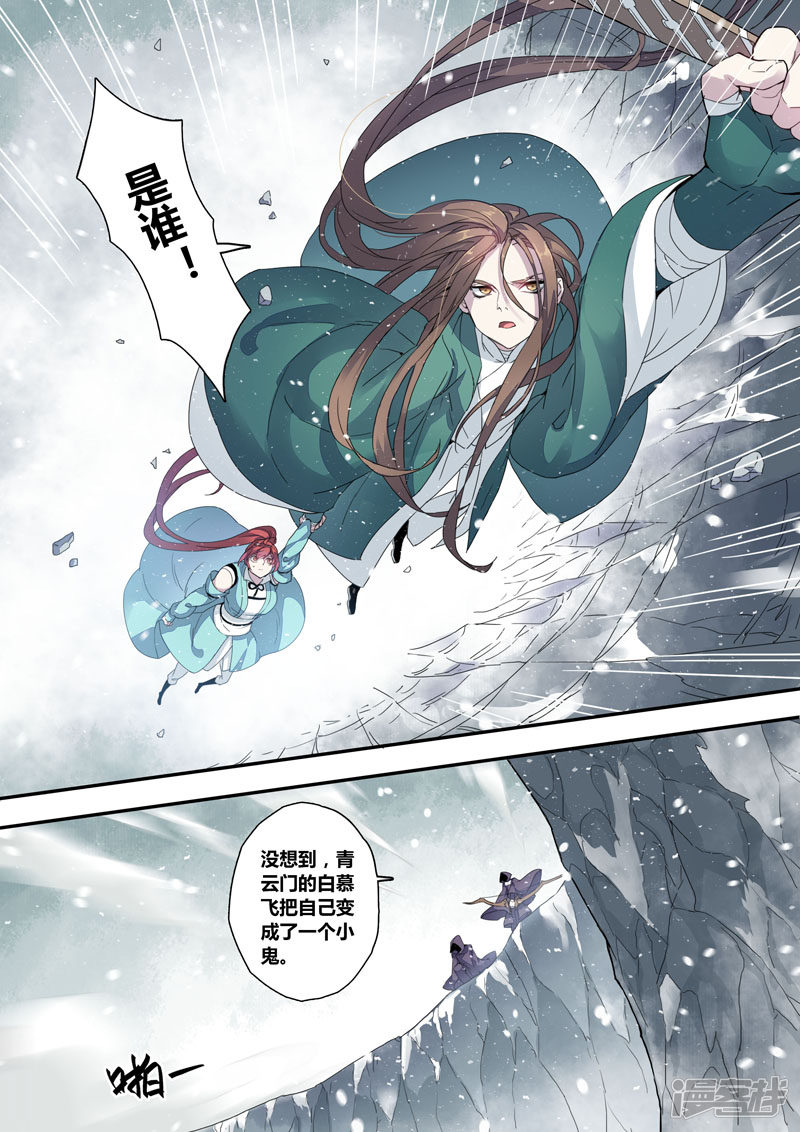 是谁！
没想到，青
云门的白慕
飞把自己变
成了一个小
鬼。
啪一
漫客栈